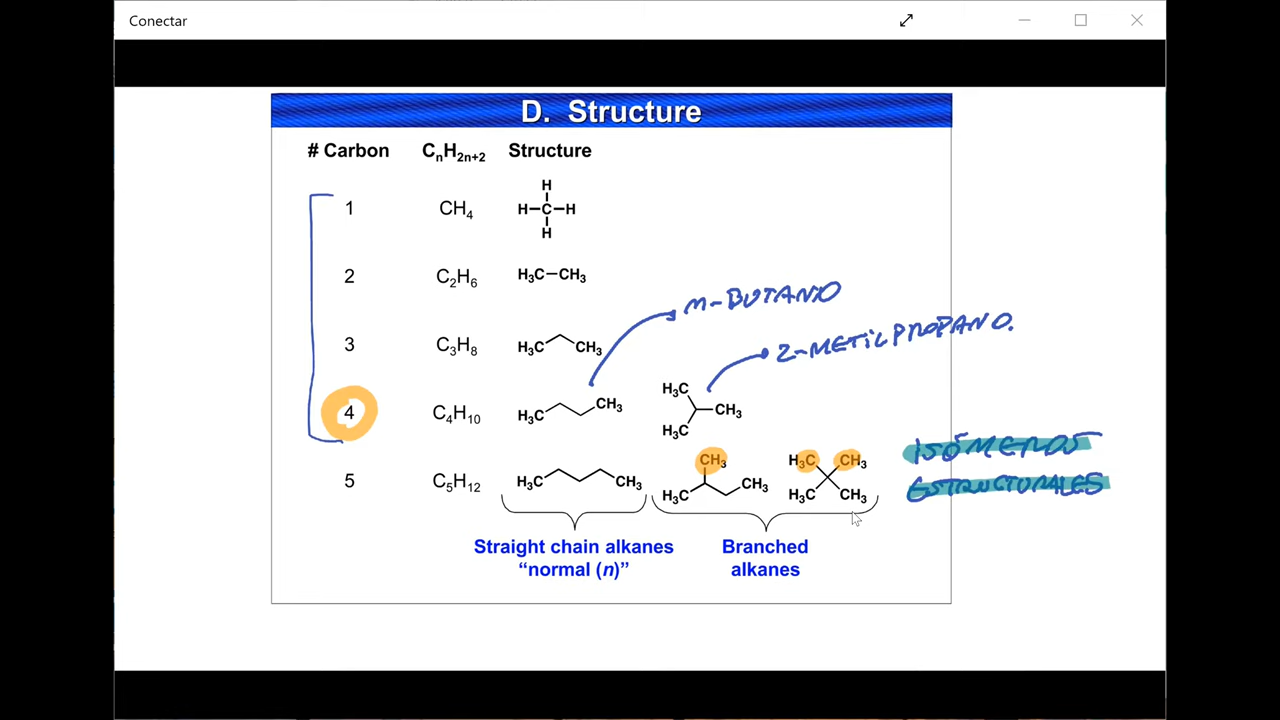 Conectar
D. Structure
# Carbon CnH2n+2 Structure
H
1 CH4 H-C-H
H
2 C2H6 H3C-CH3
n-BUTANO
3 C3H8 H3C CH3
2-METILPROPANO.
H3C
4 C4H10 H3C CH3 CH3
H3C
ISÓMEROS
CH3 H3C CH3
5 C5H12 H3C CH3 H3C CH3 H3C CH3
ESTRUCTURALES
Straight chain alkanes
"normal (n)"
Branched
alkanes